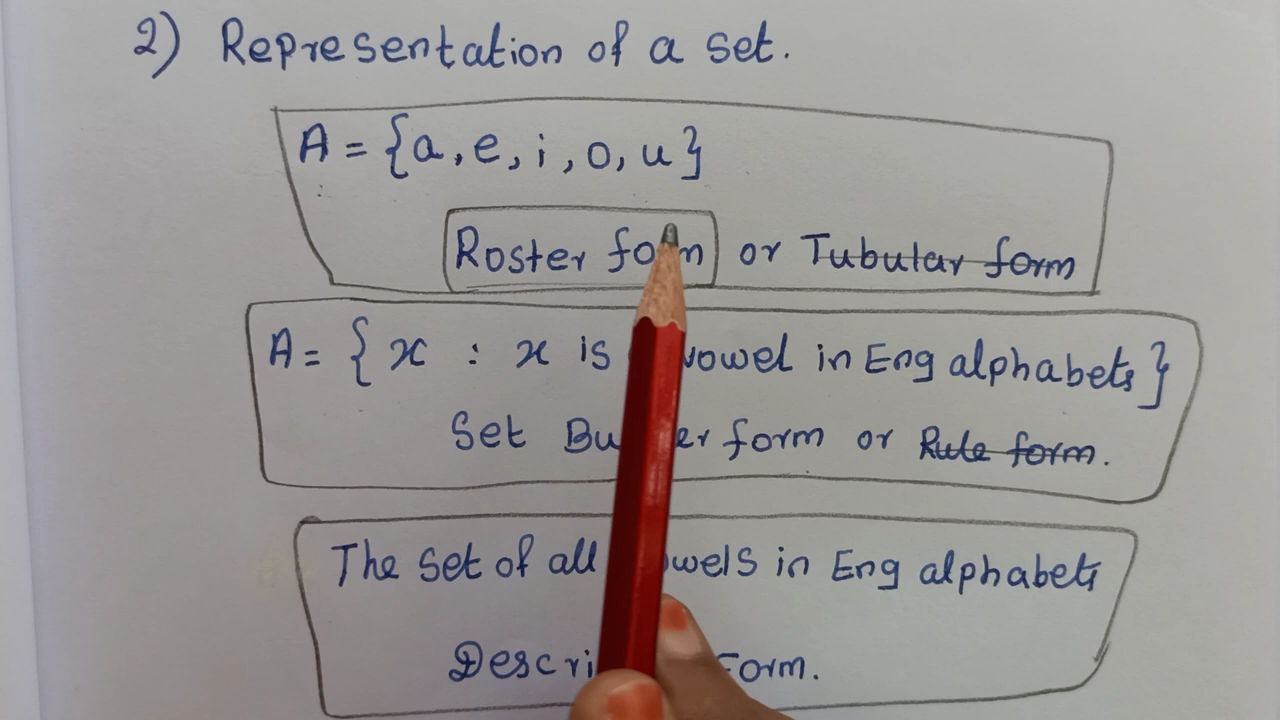 2) Representation of a set.
A = {a, e, i, o, u}
Roster form or Tubular form
A = { x : x is vowel in Eng alphabets }
Set form or Rule form.
The set of all in Eng alphabets
Form.